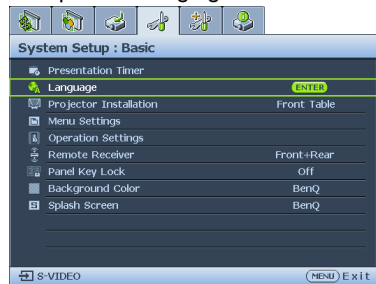 System Setup : Basic
Presentation Timer
Language ENTER
Projector Installation Front Table
Menu Settings
Operation Settings
Remote Receiver Front+Rear
Panel Key Lock Off
Background Color BenQ
Splash Screen BenQ
S-VIDEO MENU Exit